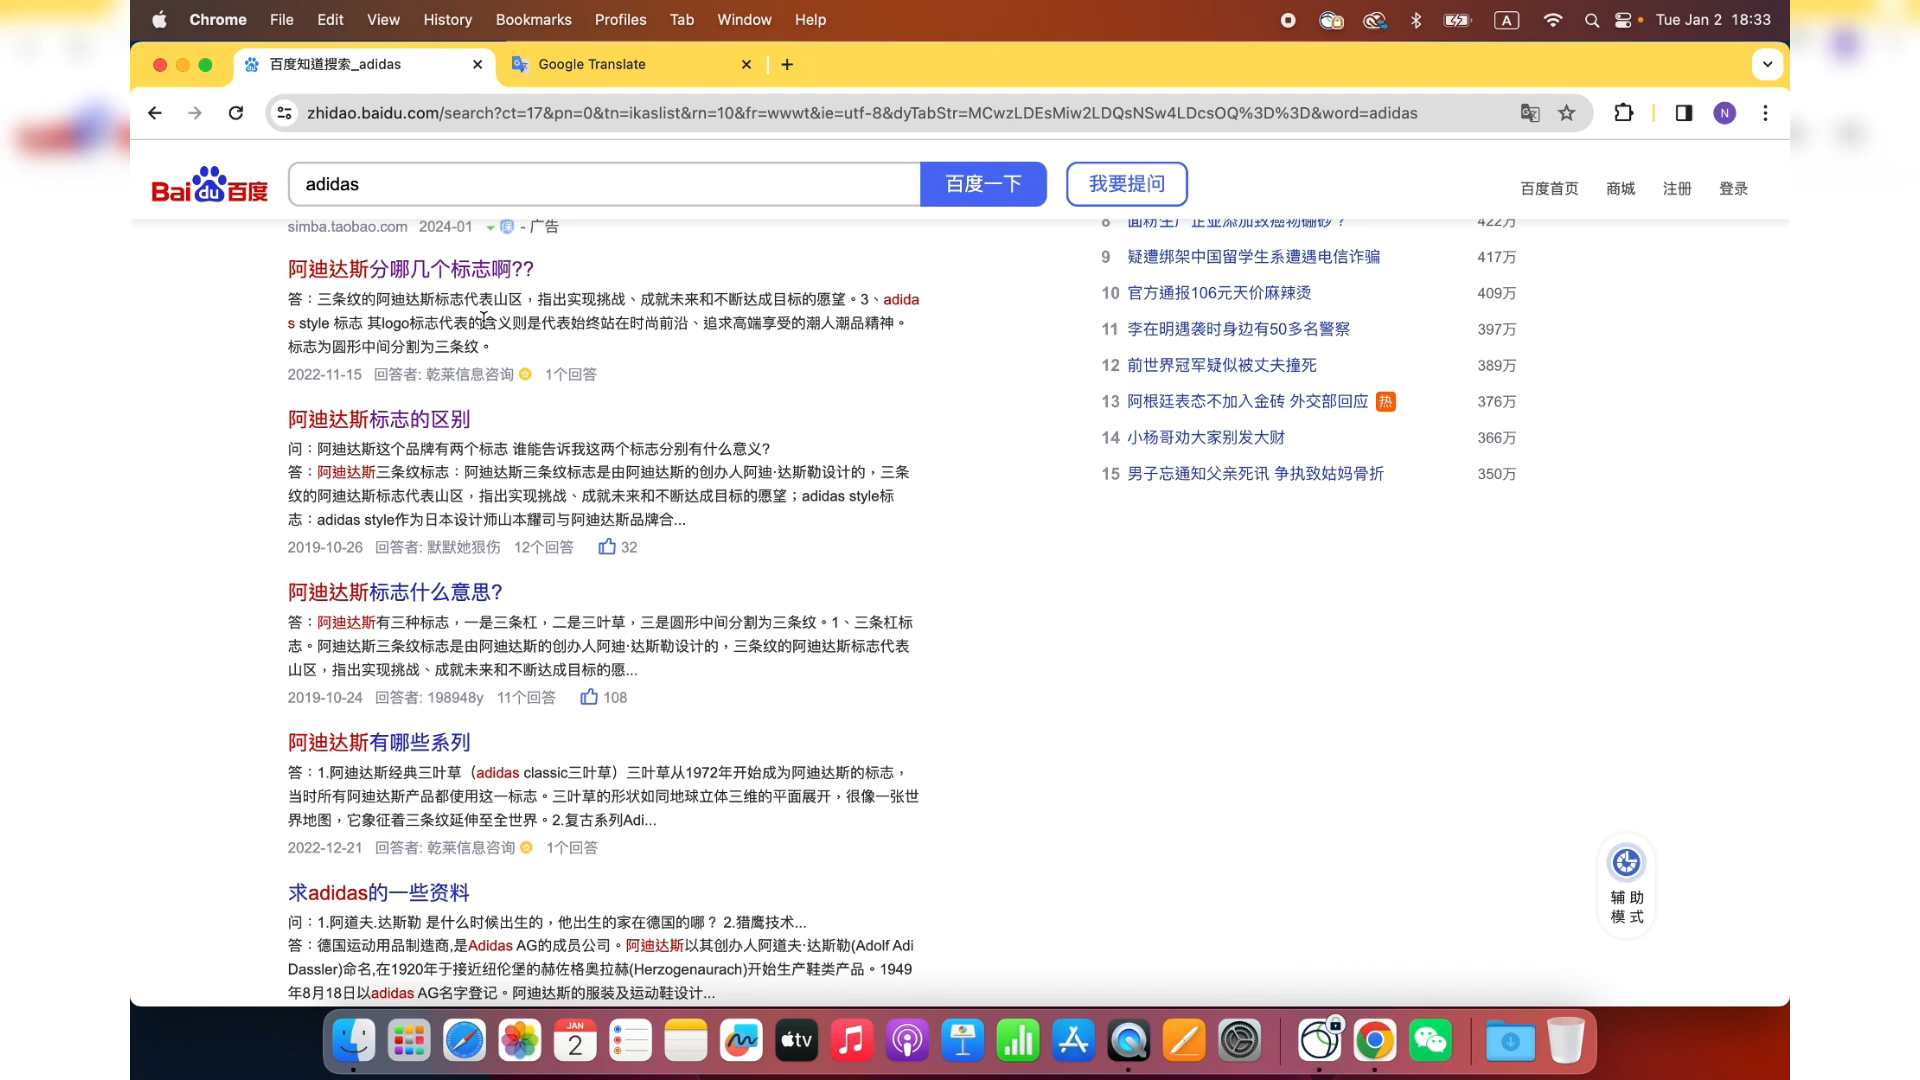 Chrome File Edit View History Bookmarks Profiles Tab Window Help
A
Tue Jan 2 18:33
百度知道搜索_adidas
Google Translate
zhidao.baidu.com/search?ct=17&pn=0&tn=ikaslist&rn=10&fr=wwwt&ie=utf-8&dyTabStr=MCwzLDEsMiw2LDQsNSw4LDcsOQ%3D%3D&word=adidas
N
Bai du 百度
adidas
百度一下
我要提问
百度首页 商城 注册 登录
simba.taobao.com 2024-01 - 广告
阿迪达斯分哪几个标志啊??
答：三条纹的阿迪达斯标志代表山区，指出实现挑战、成就未来和不断达成目标的愿望。3、adida
s style 标志 其logo标志代表的含义则是代表始终站在时尚前沿、追求高端享受的潮人潮品精神。
标志为圆形中间分割为三条纹。
2022-11-15 回答者: 乾莱信息咨询 1个回答
阿迪达斯标志的区别
问：阿迪达斯这个品牌有两个标志 谁能告诉我这两个标志分别有什么意义?
答：阿迪达斯三条纹标志：阿迪达斯三条纹标志是由阿迪达斯的创办人阿迪·达斯勒设计的，三条
纹的阿迪达斯标志代表山区，指出实现挑战、成就未来和不断达成目标的愿望；adidas style标
志：adidas style作为日本设计师山本耀司与阿迪达斯品牌合...
2019-10-26 回答者: 默默她狠伤 12个回答 32
阿迪达斯标志什么意思?
答：阿迪达斯有三种标志，一是三条杠，二是三叶草，三是圆形中间分割为三条纹。1、三条杠标
志。阿迪达斯三条纹标志是由阿迪达斯的创办人阿迪·达斯勒设计的，三条纹的阿迪达斯标志代表
山区，指出实现挑战、成就未来和不断达成目标的愿...
2019-10-24 回答者: 198948y 11个回答 108
阿迪达斯有哪些系列
答：1.阿迪达斯经典三叶草（adidas classic三叶草）三叶草从1972年开始成为阿迪达斯的标志，
当时所有阿迪达斯产品都使用这一标志。三叶草的形状如同地球立体三维的平面展开，很像一张世
界地图，它象征着三条纹延伸至全世界。2.复古系列Adi...
2022-12-21 回答者: 乾莱信息咨询 1个回答
求adidas的一些资料
问：1.阿道夫.达斯勒 是什么时候出生的，他出生的家在德国的哪？ 2.猎鹰技术...
答：德国运动用品制造商,是Adidas AG的成员公司。阿迪达斯以其创办人阿道夫·达斯勒(Adolf Adi
Dassler)命名,在1920年于接近纽伦堡的赫佐格奥拉赫(Herzogenaurach)开始生产鞋类产品。1949
年8月18日以adidas AG名字登记。阿迪达斯的服装及运动鞋设计...
8 面粉生产企业添加致癌物硼砂？ 422万
9 疑遭绑架中国留学生系遭遇电信诈骗 417万
10 官方通报106元天价麻辣烫 409万
11 李在明遇袭时身边有50多名警察 397万
12 前世界冠军疑似被丈夫撞死 389万
13 阿根廷表态不加入金砖 外交部回应 热 376万
14 小杨哥劝大家别发大财 366万
15 男子忘通知父亲死讯 争执致姑妈骨折 350万
辅 助
模 式
JAN
2
tv